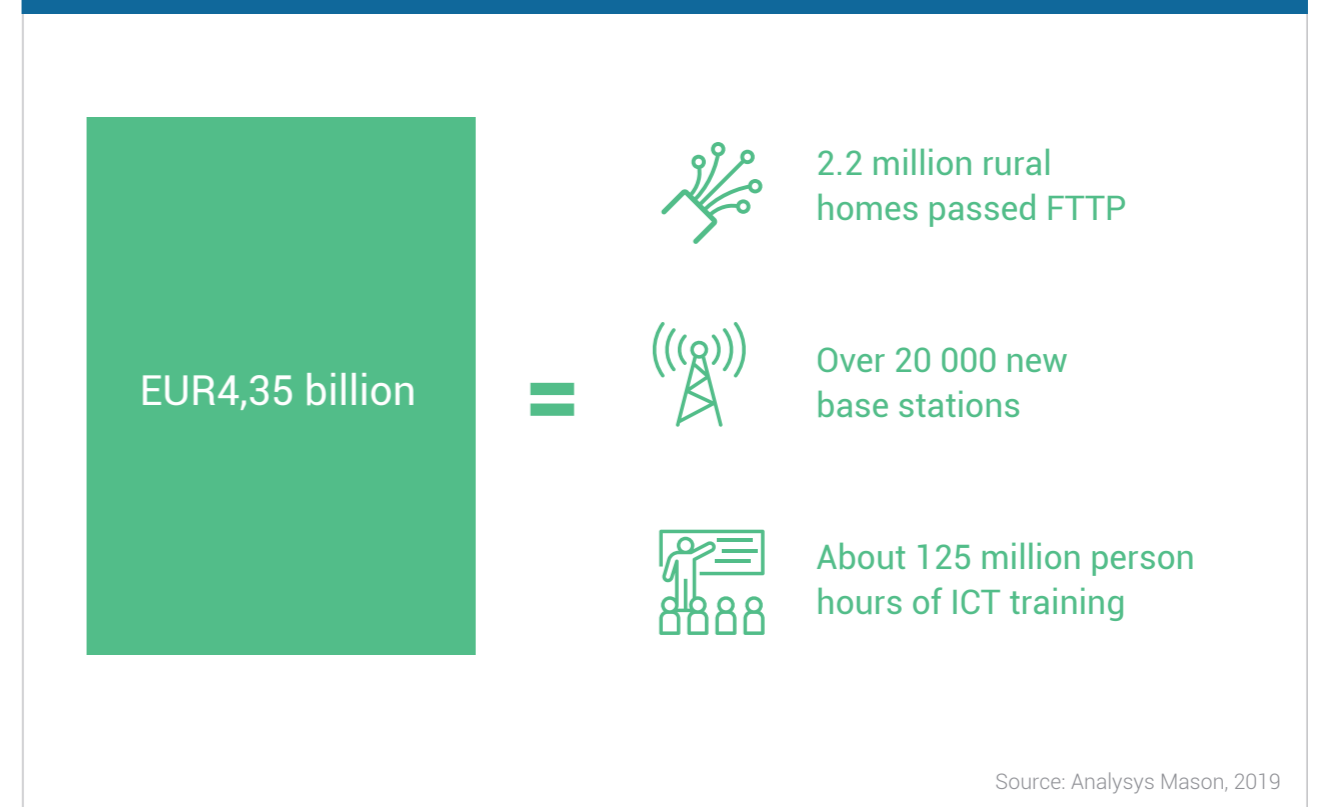 EUR4,35 billion
=
2.2 million rural
homes passed FTTP
Over 20 000 new
base stations
About 125 million person
hours of ICT training
Source: Analysys Mason, 2019